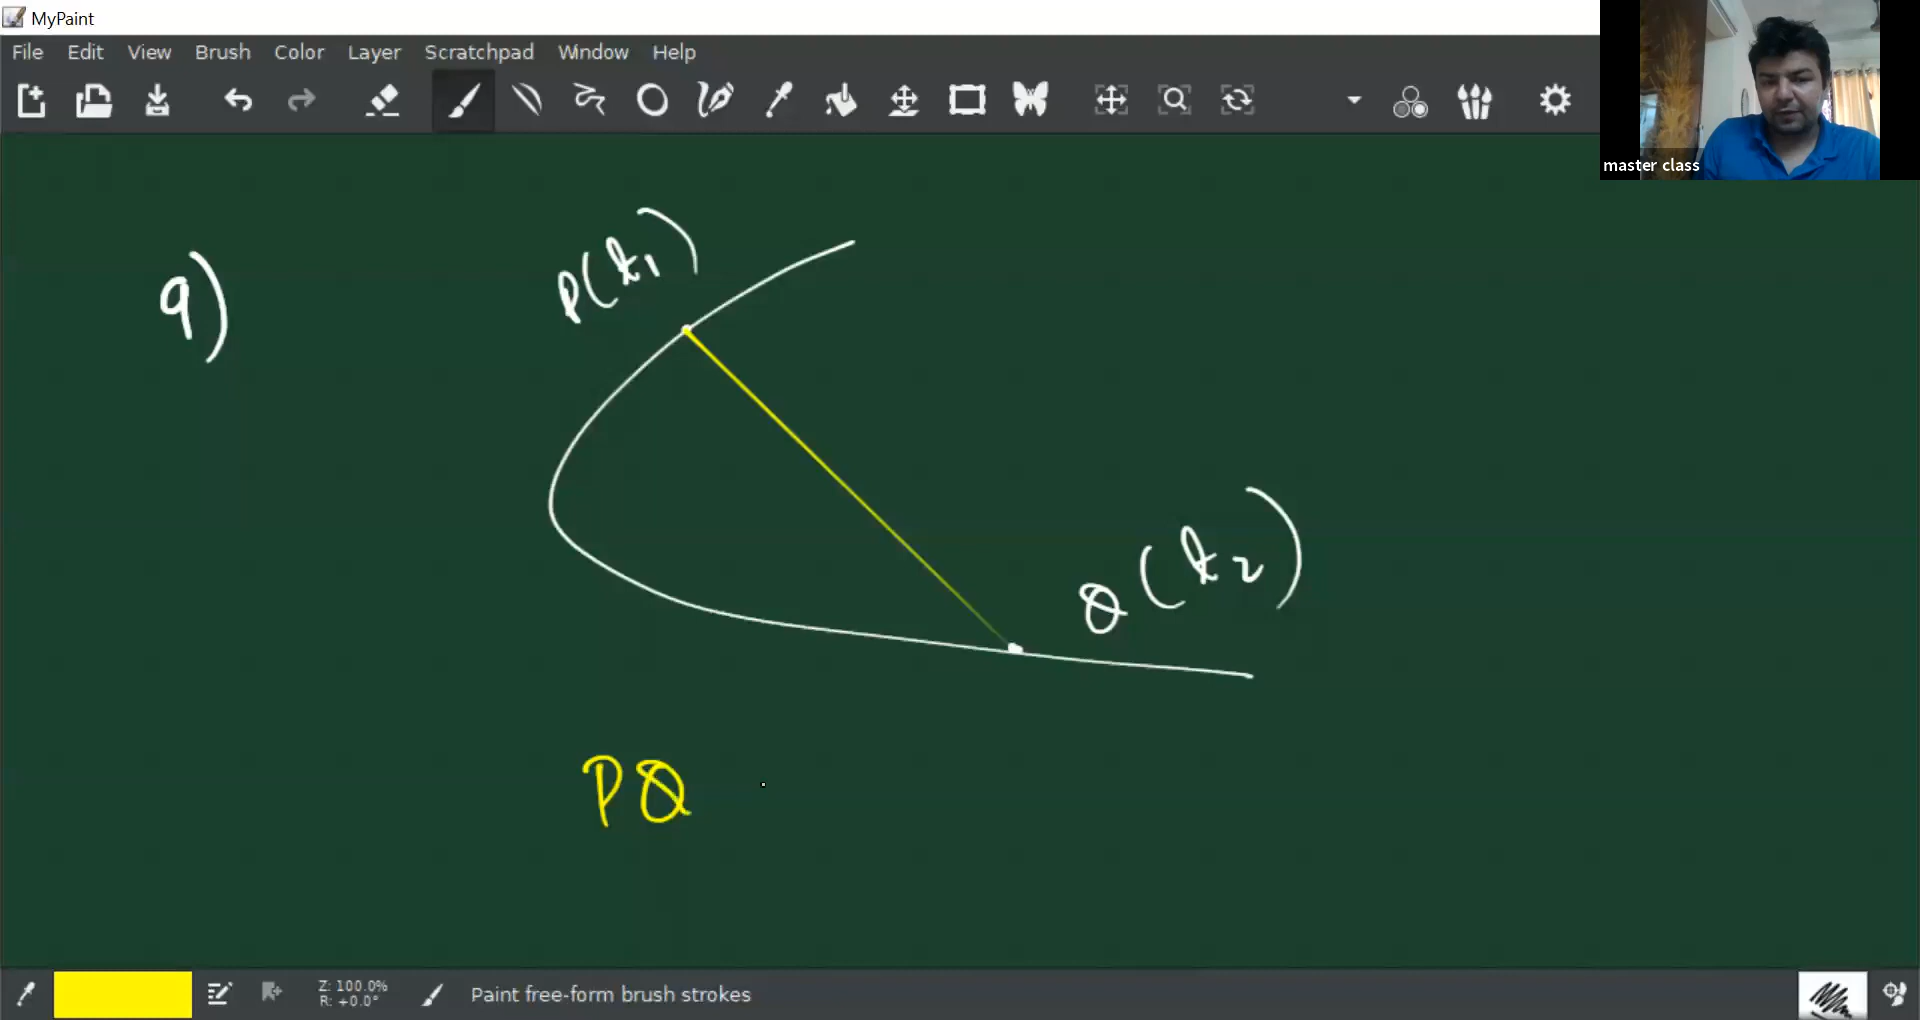 MyPaint
File Edit View Brush Color Layer Scratchpad Window Help
master class
9)
P(t1)
Q(t2)
PQ
Z: 100.0%
R: +0.0°
Paint free-form brush strokes